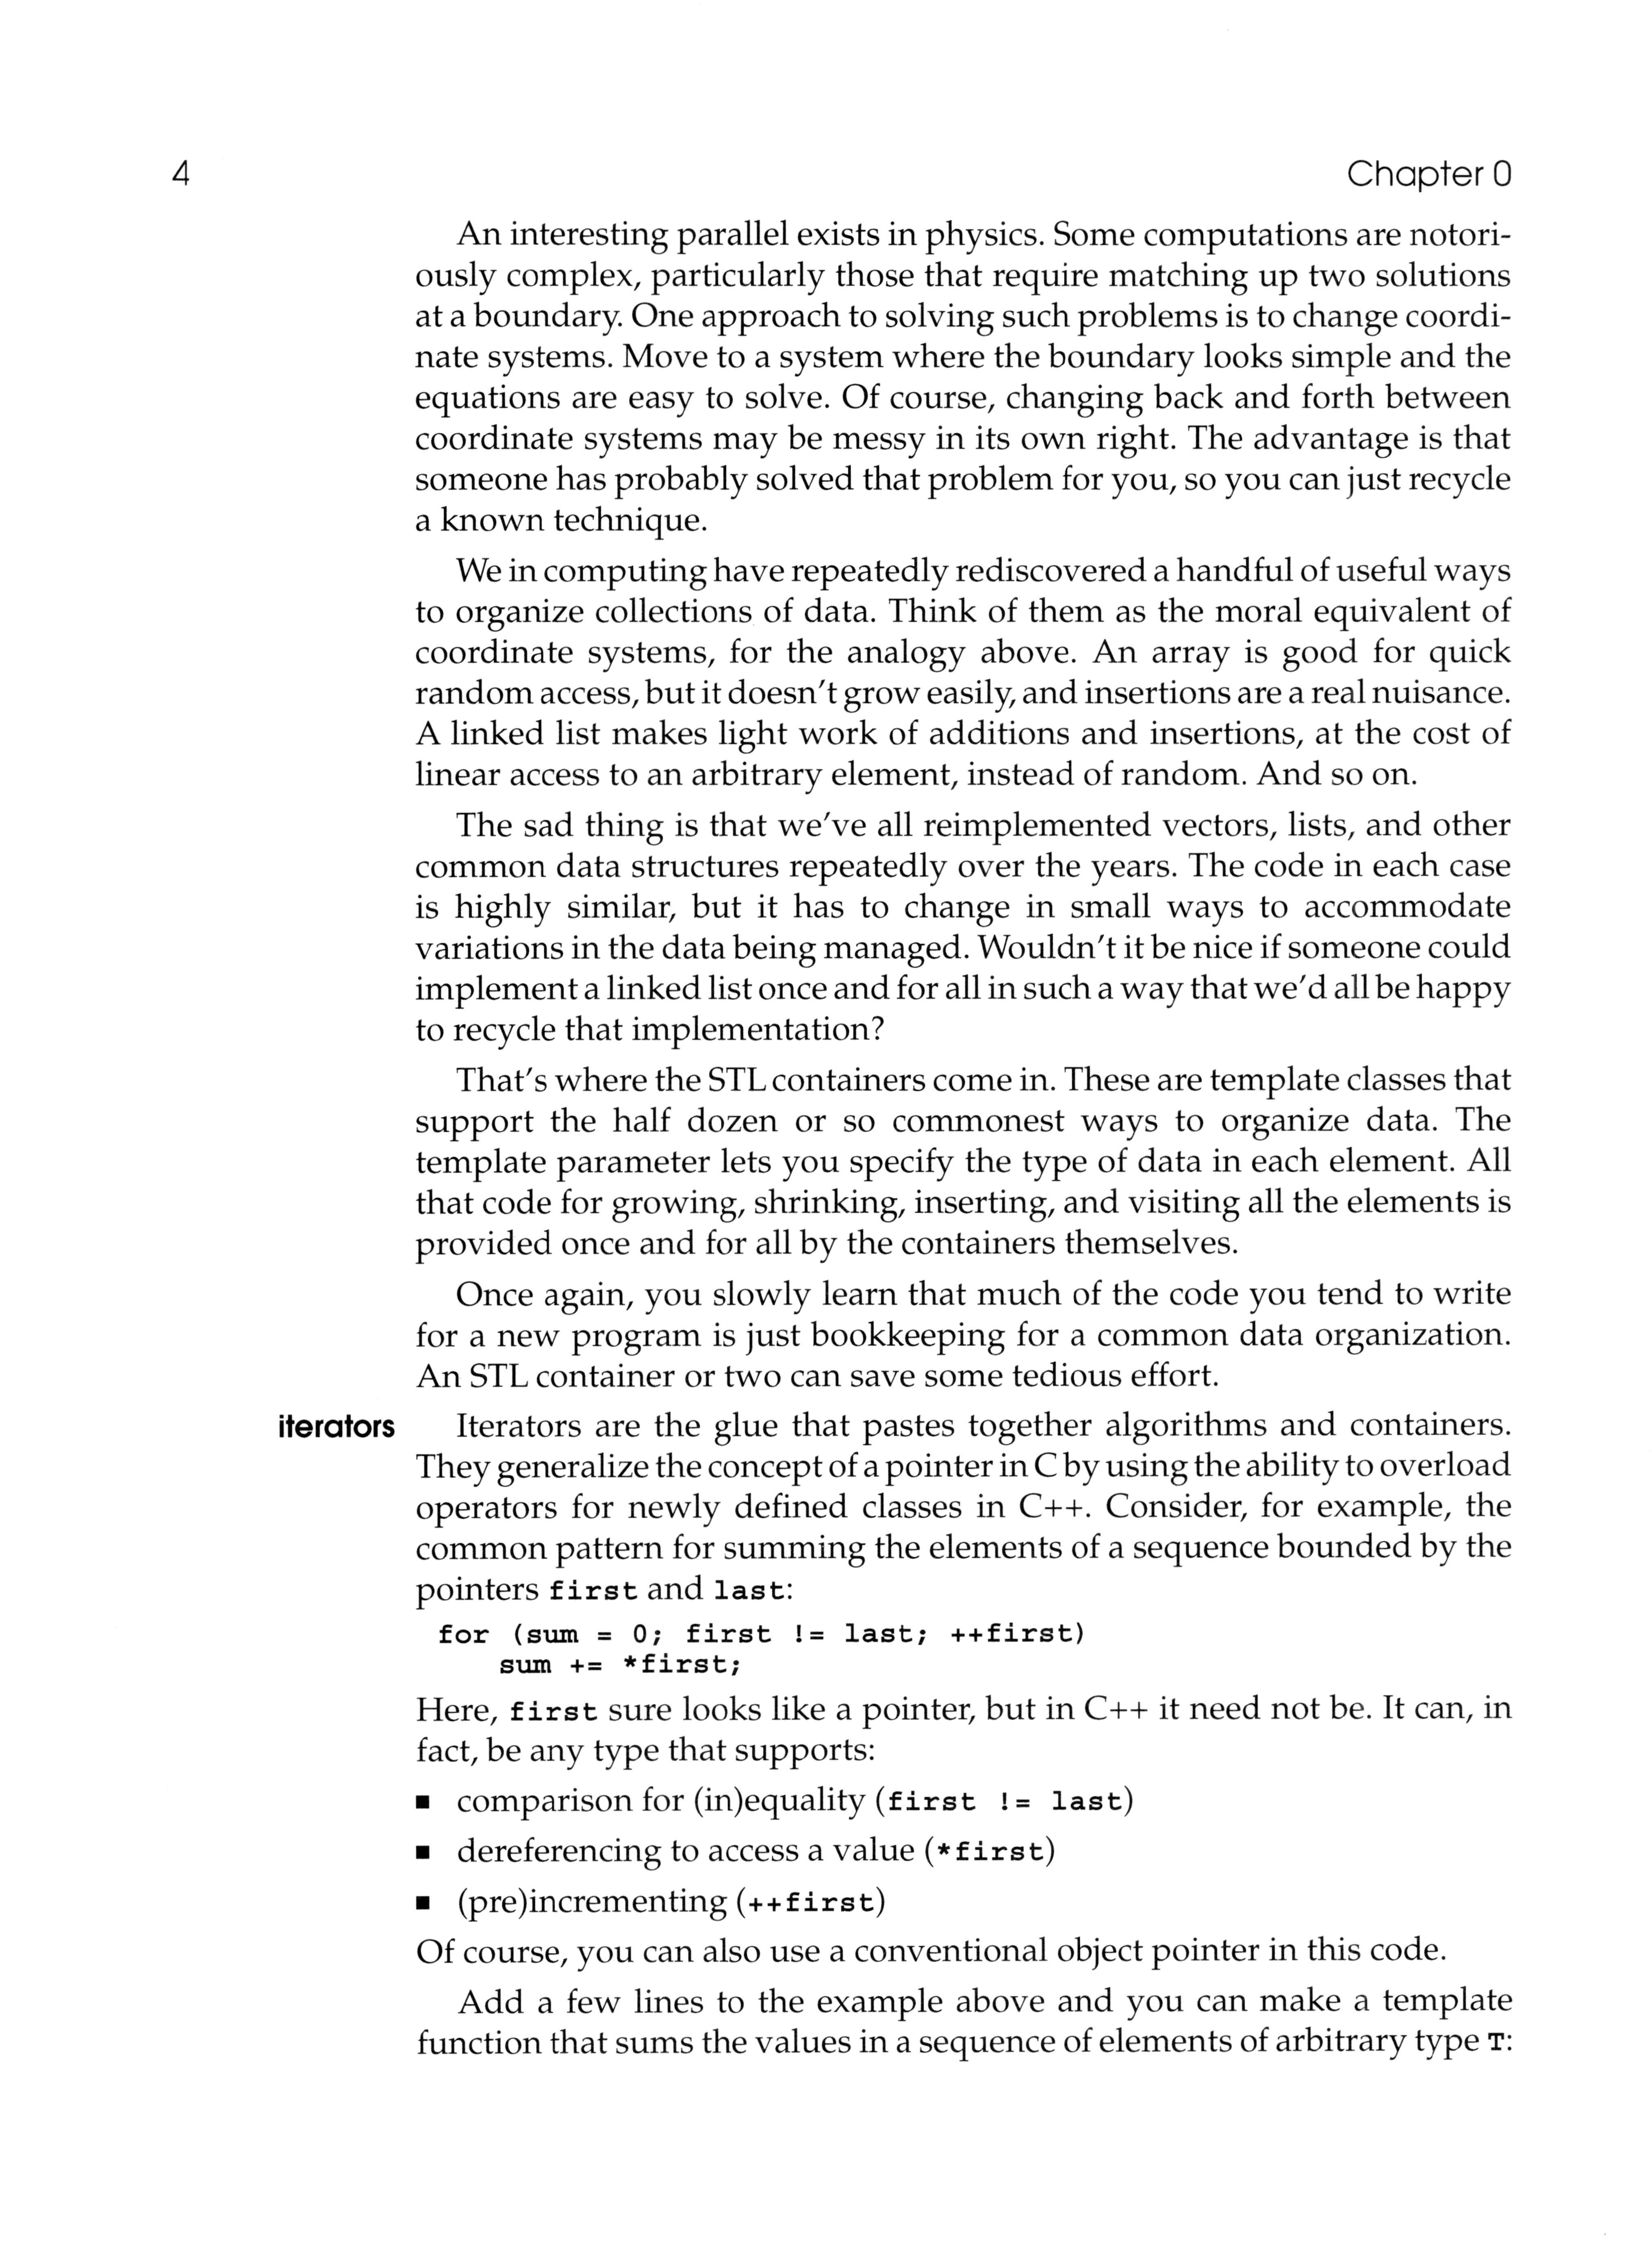 4
Chapter 0
An interesting parallel exists in physics. Some computations are notori-
ously complex, particularly those that require matching up two solutions
at a boundary. One approach to solving such problems is to change coordi-
nate systems. Move to a system where the boundary looks simple and the
equations are easy to solve. Of course, changing back and forth between
coordinate systems may be messy in its own right. The advantage is that
someone has probably solved that problem for you, so you can just recycle
a known technique.
We in computing have repeatedly rediscovered a handful of useful ways
to organize collections of data. Think of them as the moral equivalent of
coordinate systems, for the analogy above. An array is good for quick
random access, but it doesn't grow easily, and insertions are a real nuisance.
A linked list makes light work of additions and insertions, at the cost of
linear access to an arbitrary element, instead of random. And so on.
The sad thing is that we've all reimplemented vectors, lists, and other
common data structures repeatedly over the years. The code in each case
is highly similar, but it has to change in small ways to accommodate
variations in the data being managed. Wouldn't it be nice if someone could
implement a linked list once and for all in such a way that we'd all be happy
to recycle that implementation?
That's where the STL containers come in. These are template classes that
support the half dozen or so commonest ways to organize data. The
template parameter lets you specify the type of data in each element. All
that code for growing, shrinking, inserting, and visiting all the elements is
provided once and for all by the containers themselves.
Once again, you slowly learn that much of the code you tend to write
for a new program is just bookkeeping for a common data organization.
An STL container or two can save some tedious effort.
iterators Iterators are the glue that pastes together algorithms and containers.
They generalize the concept of a pointer in C by using the ability to overload
operators for newly defined classes in C++. Consider, for example, the
common pattern for summing the elements of a sequence bounded by the
pointers first and last:
for (sum = 0; first != last; ++first)
sum += *first;
Here, first sure looks like a pointer, but in C++ it need not be. It can, in
fact, be any type that supports:
■ comparison for (in)equality (first != last)
■ dereferencing to access a value (*first)
■ (pre)incrementing (++first)
Of course, you can also use a conventional object pointer in this code.
Add a few lines to the example above and you can make a template
function that sums the values in a sequence of elements of arbitrary type T: